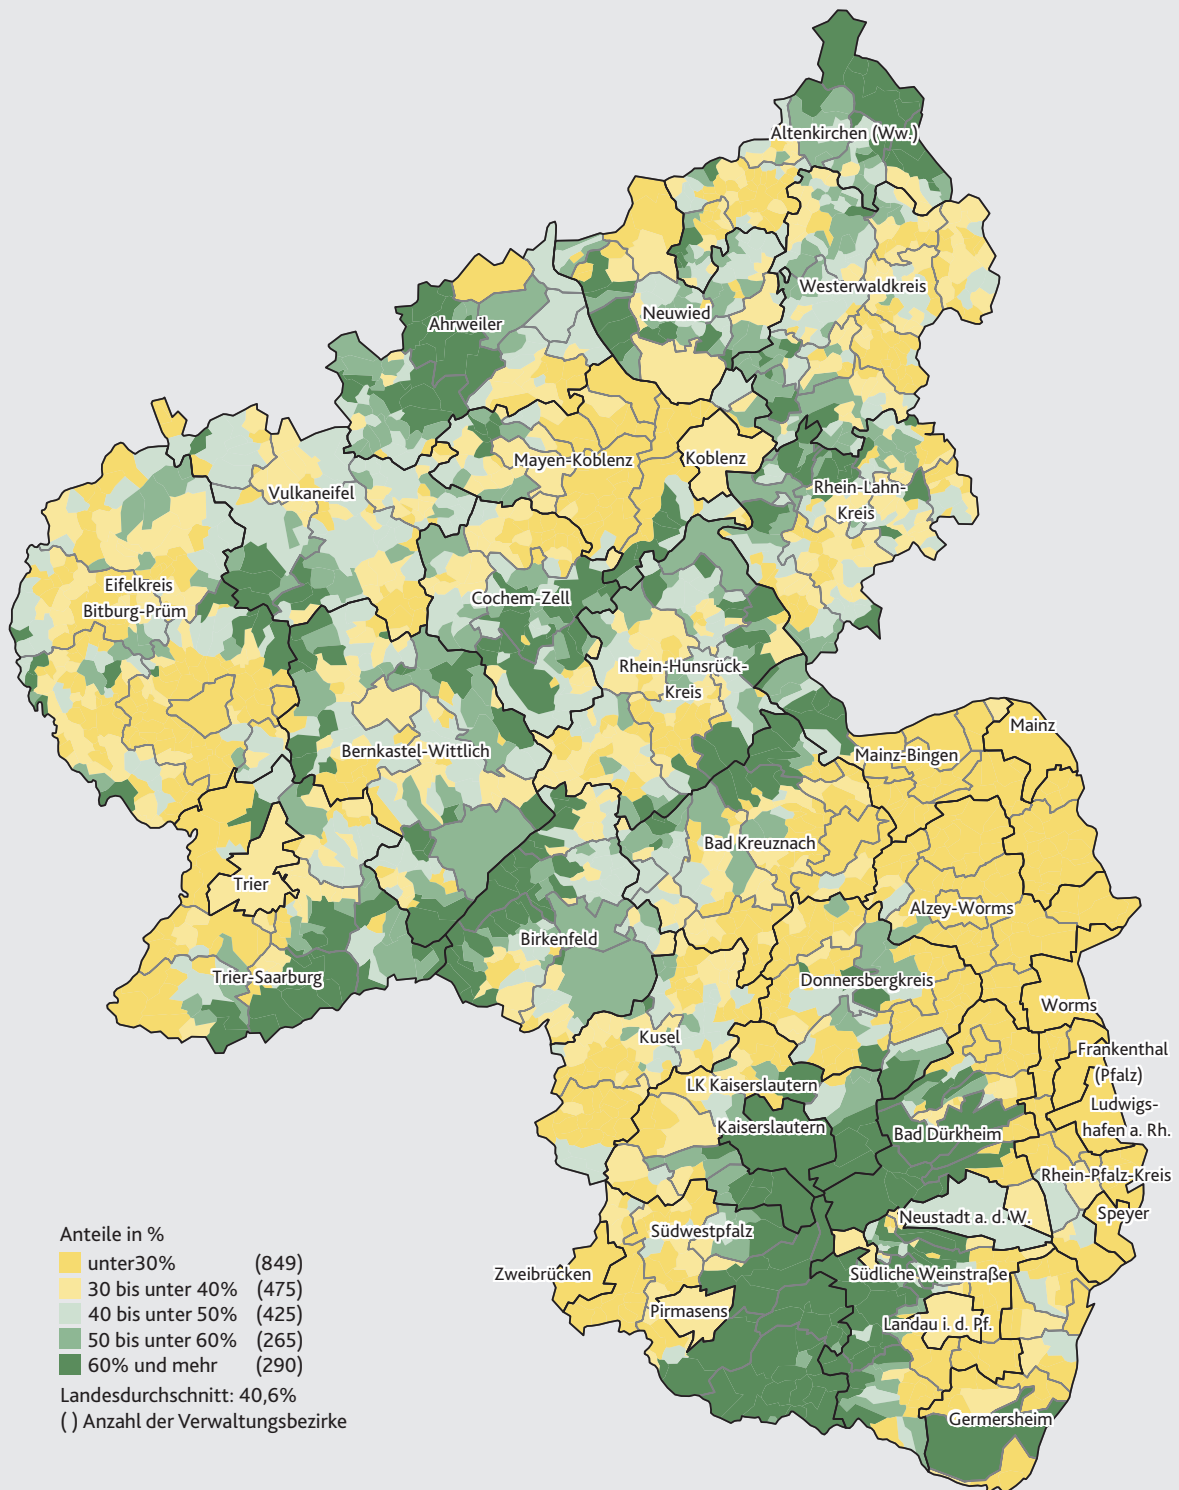 Altenkirchen (Ww.)
Westerwaldkreis
Neuwied
Ahrweiler
Mayen-Koblenz
Koblenz
Rhein-Lahn-
Kreis
Vulkaneifel
Eifelkreis
Bitburg-Prüm
Cochem-Zell
Rhein-Hunsrück-
Kreis
Mainz
Bernkastel-Wittlich
Mainz-Bingen
Bad Kreuznach
Trier
Alzey-Worms
Birkenfeld
Trier-Saarburg
Donnersbergkreis
Worms
Kusel
Frankenthal
(Pfalz)
LK Kaiserslautern
Ludwigs-
hafen a. Rh.
Kaiserslautern
Bad Dürkheim
Rhein-Pfalz-Kreis
Neustadt a. d. W.
Speyer
Südwestpfalz
Zweibrücken
Südliche Weinstraße
Pirmasens
Landau i. d. Pf.
Germersheim
Anteile in %
unter30% (849)
30 bis unter 40% (475)
40 bis unter 50% (425)
50 bis unter 60% (265)
60% und mehr (290)
Landesdurchschnitt: 40,6%
( ) Anzahl der Verwaltungsbezirke